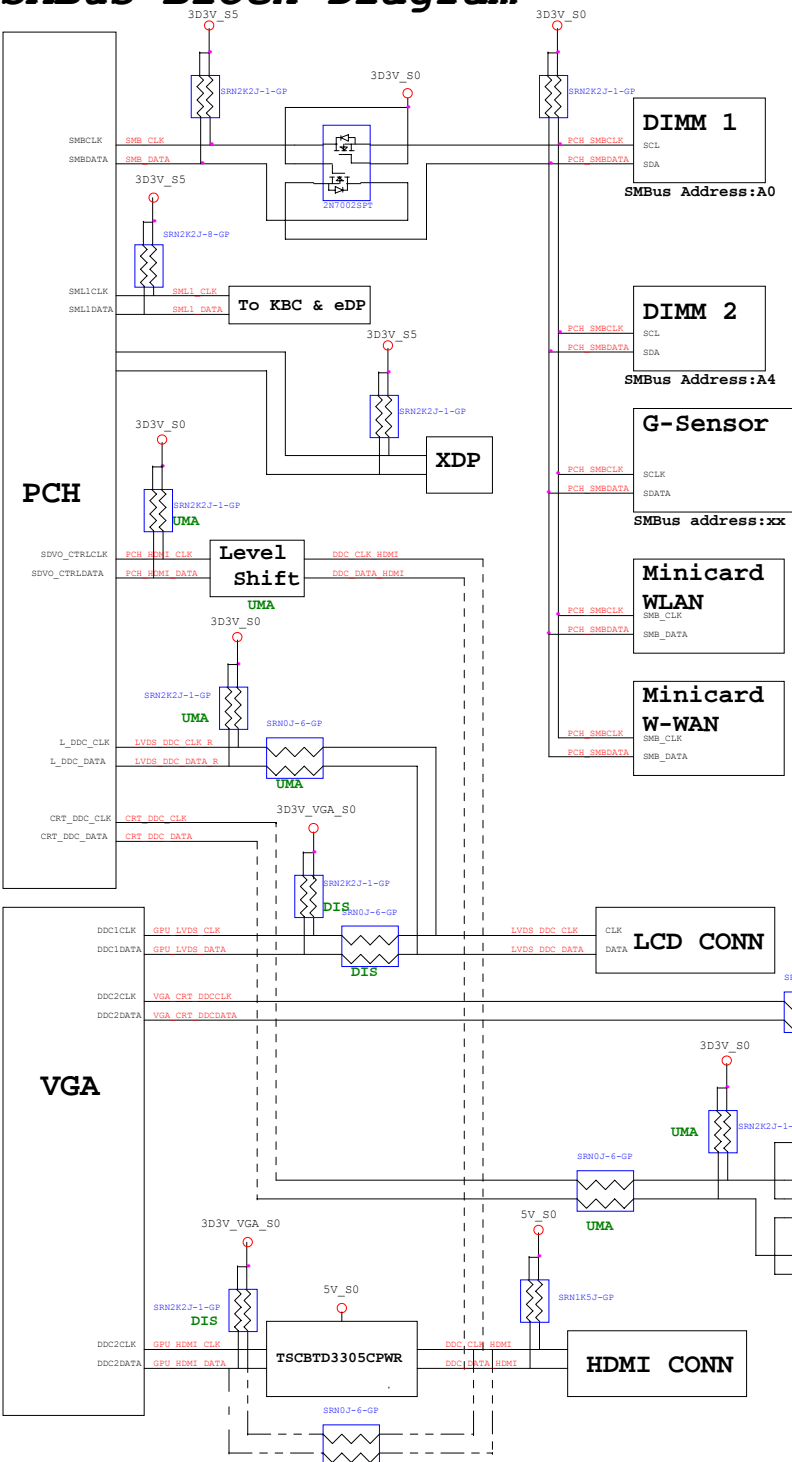 SMBus Block Diagram
3D3V_S5
3D3V_S0
3D3V_S0
SRN2K2J-1-GP
SRN2K2J-1-GP
DIMM 1
SMBCLK
SMB_CLK
PCH_SMBCLK
SCL
SMBDATA
SMB_DATA
PCH_SMBDATA
SDA
SMBus Address:A0
2N7002SPT
3D3V_S5
SRN2K2J-8-GP
SML1CLK
SML1_CLK
SML1DATA
SML1_DATA
To KBC & eDP
DIMM 2
PCH_SMBCLK
SCL
PCH_SMBDATA
SDA
SMBus Address:A4
3D3V_S5
SRN2K2J-1-GP
XDP
G-Sensor
PCH_SMBCLK
SCLK
PCH_SMBDATA
SDATA
SMBus address:xx
3D3V_S0
PCH
SRN2K2J-1-GP
UMA
SDVO_CTRLCLK
PCH_HDMI_CLK
SDVO_CTRLDATA
PCH_HDMI_DATA
Level
Shift
UMA
DDC_CLK_HDMI
DDC_DATA_HDMI
Minicard
WLAN
PCH_SMBCLK
SMB_CLK
PCH_SMBDATA
SMB_DATA
3D3V_S0
SRN2K2J-1-GP
UMA
SRN0J-6-GP
L_DDC_CLK
LVDS_DDC_CLK_R
L_DDC_DATA
LVDS_DDC_DATA_R
UMA
Minicard
W-WAN
PCH_SMBCLK
SMB_CLK
PCH_SMBDATA
SMB_DATA
CRT_DDC_CLK
CRT_DDC_CLK
CRT_DDC_DATA
CRT_DDC_DATA
3D3V_VGA_S0
SRN2K2J-1-GP
DIS
SRN0J-6-GP
DDC1CLK
GPU_LVDS_CLK
DDC1DATA
GPU_LVDS_DATA
DIS
LVDS_DDC_CLK
CLK
LVDS_DDC_DATA
DATA
LCD CONN
DDC2CLK
VGA_CRT_DDCCLK
DDC2DATA
VGA_CRT_DDCDATA
VGA
3D3V_S0
UMA
SRN2K2J-1-
SRN0J-6-GP
UMA
3D3V_VGA_S0
SRN2K2J-1-GP
DIS
5V_S0
5V_S0
SRN1K5J-GP
DDC2CLK
GPU_HDMI_CLK
DDC2DATA
GPU_HDMI_DATA
TSCBTD3305CPWR
DDC_CLK_HDMI
DDC_DATA_HDMI
HDMI CONN
SRN0J-6-GP